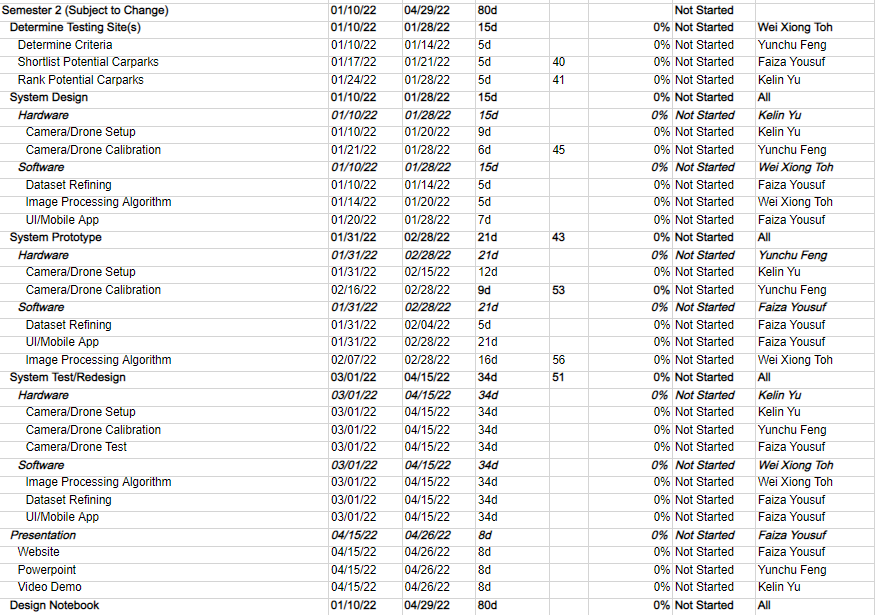 Semester 2 (Subject to Change) 01/10/22 04/29/22 80d Not Started
Determine Testing Site(s) 01/10/22 01/28/22 15d 0% Not Started Wei Xiong Toh
Determine Criteria 01/10/22 01/14/22 5d 0% Not Started Yunchu Feng
Shortlist Potential Carparks 01/17/22 01/21/22 5d 40 0% Not Started Faiza Yousuf
Rank Potential Carparks 01/24/22 01/28/22 5d 41 0% Not Started Kelin Yu
System Design 01/10/22 01/28/22 15d 0% Not Started All
Hardware 01/10/22 01/28/22 15d 0% Not Started Kelin Yu
Camera/Drone Setup 01/10/22 01/20/22 9d 0% Not Started Kelin Yu
Camera/Drone Calibration 01/21/22 01/28/22 6d 45 0% Not Started Yunchu Feng
Software 01/10/22 01/28/22 15d 0% Not Started Wei Xiong Toh
Dataset Refining 01/10/22 01/14/22 5d 0% Not Started Faiza Yousuf
Image Processing Algorithm 01/14/22 01/20/22 5d 0% Not Started Wei Xiong Toh
UI/Mobile App 01/20/22 01/28/22 7d 0% Not Started Faiza Yousuf
System Prototype 01/31/22 02/28/22 21d 43 0% Not Started All
Hardware 01/31/22 02/28/22 21d 0% Not Started Yunchu Feng
Camera/Drone Setup 01/31/22 02/15/22 12d 0% Not Started Kelin Yu
Camera/Drone Calibration 02/16/22 02/28/22 9d 53 0% Not Started Yunchu Feng
Software 01/31/22 02/28/22 21d 0% Not Started Faiza Yousuf
Dataset Refining 01/31/22 02/04/22 5d 0% Not Started Faiza Yousuf
UI/Mobile App 01/31/22 02/28/22 21d 0% Not Started Faiza Yousuf
Image Processing Algorithm 02/07/22 02/28/22 16d 56 0% Not Started Wei Xiong Toh
System Test/Redesign 03/01/22 04/15/22 34d 51 0% Not Started All
Hardware 03/01/22 04/15/22 34d 0% Not Started Kelin Yu
Camera/Drone Setup 03/01/22 04/15/22 34d 0% Not Started Kelin Yu
Camera/Drone Calibration 03/01/22 04/15/22 34d 0% Not Started Yunchu Feng
Camera/Drone Test 03/01/22 04/15/22 34d 0% Not Started Faiza Yousuf
Software 03/01/22 04/15/22 34d 0% Not Started Wei Xiong Toh
Image Processing Algorithm 03/01/22 04/15/22 34d 0% Not Started Wei Xiong Toh
Dataset Refining 03/01/22 04/15/22 34d 0% Not Started Faiza Yousuf
UI/Mobile App 03/01/22 04/15/22 34d 0% Not Started Faiza Yousuf
Presentation 04/15/22 04/26/22 8d 0% Not Started Faiza Yousuf
Website 04/15/22 04/26/22 8d 0% Not Started Faiza Yousuf
Powerpoint 04/15/22 04/26/22 8d 0% Not Started Yunchu Feng
Video Demo 04/15/22 04/26/22 8d 0% Not Started Kelin Yu
Design Notebook 01/10/22 04/29/22 80d 0% Not Started All